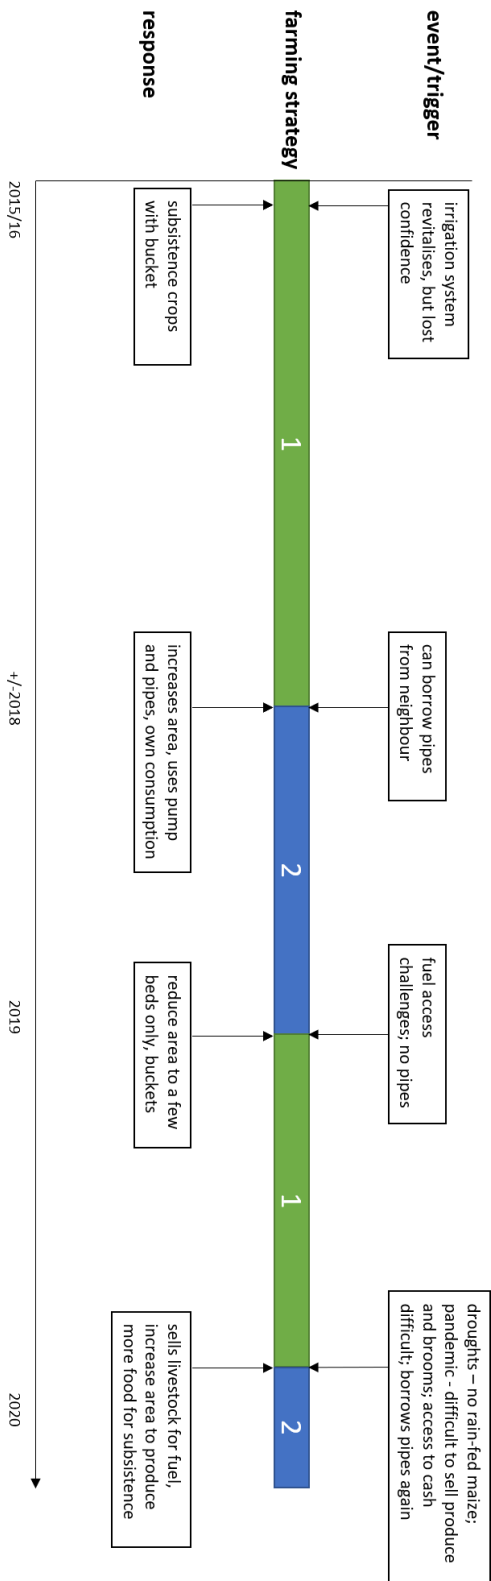 event/trigger
irrigation system
revitalises, but lost
confidence
can borrow pipes
from neighbour
fuel access
challenges; no pipes
droughts – no rain-fed maize;
pandemic - difficult to sell produce
and brooms; access to cash
difficult; borrows pipes again
farming strategy
1
2
1
2
response
subsistence crops
with bucket
increases area, uses pump
and pipes, own consumption
reduce area to a few
beds only, buckets
sells livestock for fuel,
increase area to produce
more food for subsistence
2015/16
+/-2018
2019
2020